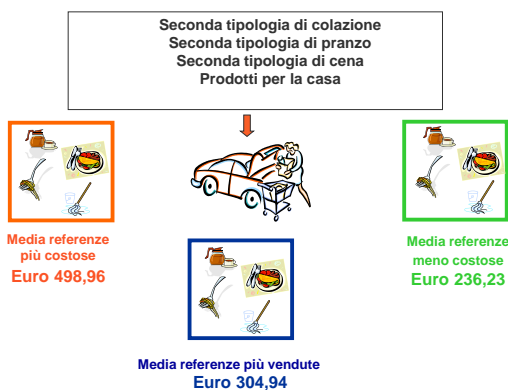 Seconda tipologia di colazione
Seconda tipologia di pranzo
Seconda tipologia di cena
Prodotti per la casa
Media referenze
più costose
Euro 498,96
Media referenze
meno costose
Euro 236,23
Media referenze più vendute
Euro 304,94